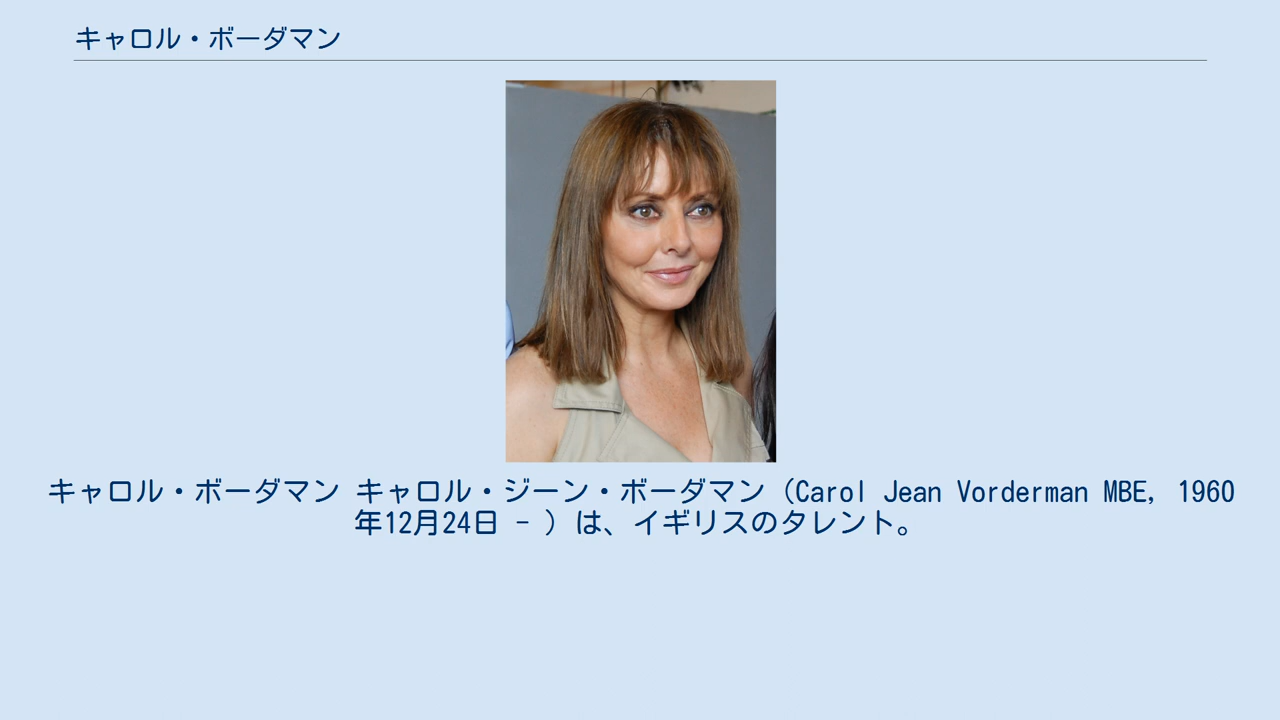 キャロル・ボーダマン
キャロル・ボーダマン キャロル・ジーン・ボーダマン（Carol Jean Vorderman MBE, 1960
年12月24日 - ）は、イギリスのタレント。